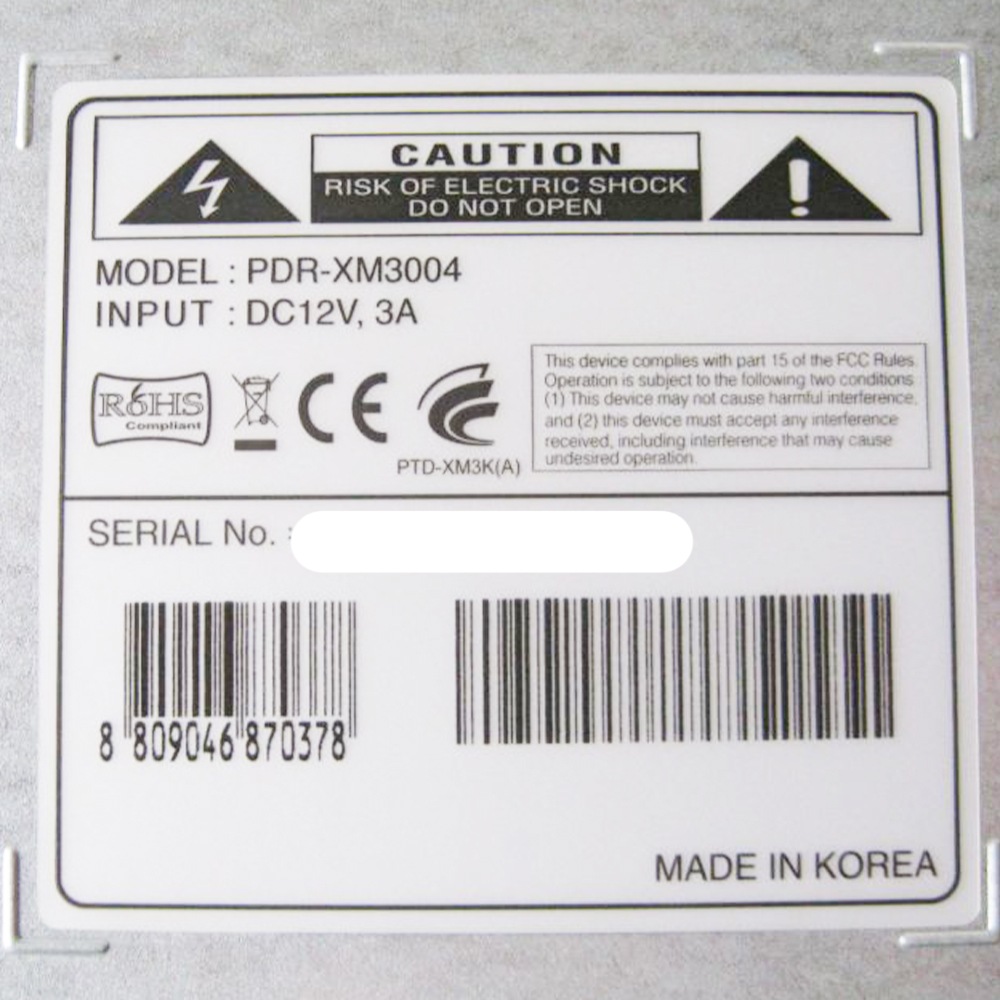 CAUTION
RISK OF ELECTRIC SHOCK
DO NOT OPEN
MODEL : PDR-XM3004
INPUT : DC12V, 3A
RoHS
Compliant
CE
PTD-XM3K(A)
This device complies with part 15 of the FCC Rules.
Operation is subject to the following two conditions
(1) This device may not cause harmful interference,
and (2) this device must accept any interference
received, including interference that may cause
undesired operation.
SERIAL No. :
8 809046 870378
MADE IN KOREA